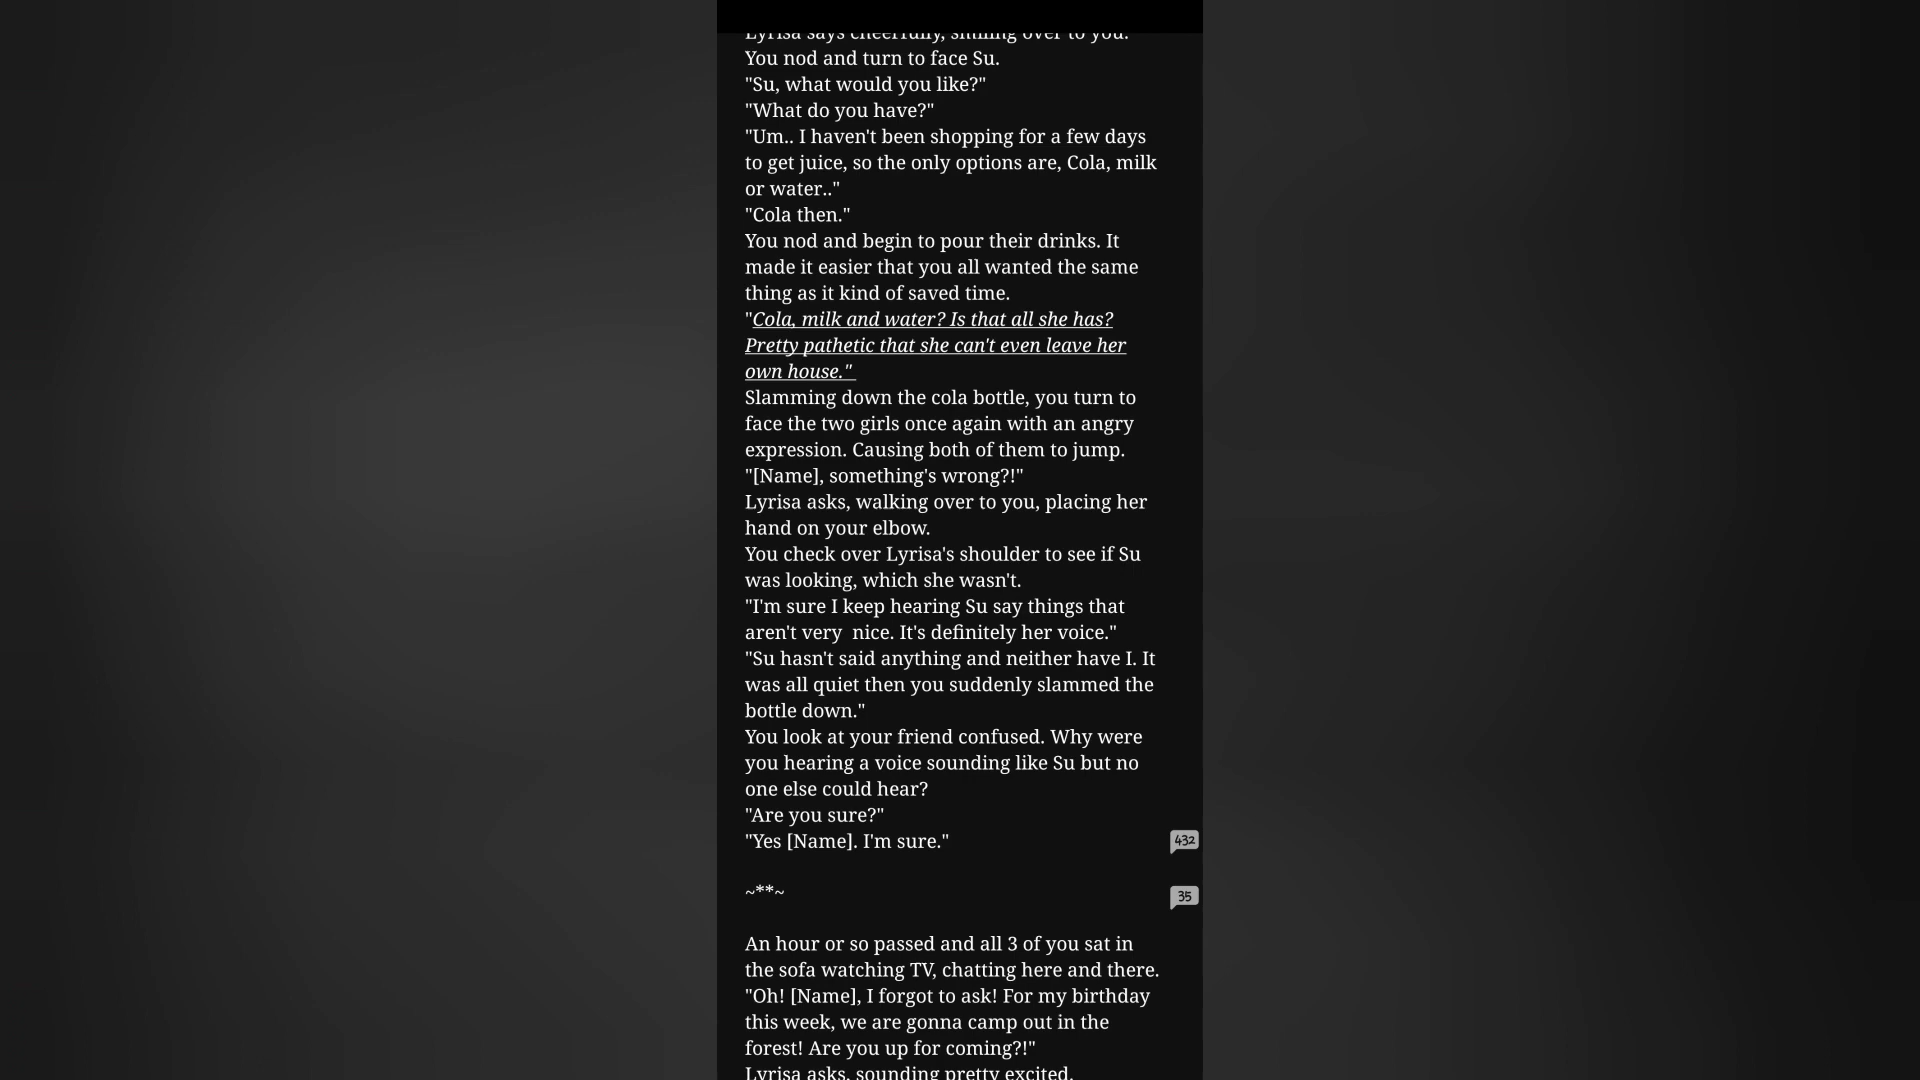 Lyrisa says cheerfully, smiling over to you.
You nod and turn to face Su.
"Su, what would you like?"
"What do you have?"
"Um.. I haven't been shopping for a few days
to get juice, so the only options are, Cola, milk
or water.."
"Cola then."
You nod and begin to pour their drinks. It
made it easier that you all wanted the same
thing as it kind of saved time.
"Cola, milk and water? Is that all she has?
Pretty pathetic that she can't even leave her
own house."
Slamming down the cola bottle, you turn to
face the two girls once again with an angry
expression. Causing both of them to jump.
"[Name], something's wrong?!"
Lyrisa asks, walking over to you, placing her
hand on your elbow.
You check over Lyrisa's shoulder to see if Su
was looking, which she wasn't.
"I'm sure I keep hearing Su say things that
aren't very  nice. It's definitely her voice."
"Su hasn't said anything and neither have I. It
was all quiet then you suddenly slammed the
bottle down."
You look at your friend confused. Why were
you hearing a voice sounding like Su but no
one else could hear?
"Are you sure?"
"Yes [Name]. I'm sure."
432
~**~
35
An hour or so passed and all 3 of you sat in
the sofa watching TV, chatting here and there.
"Oh! [Name], I forgot to ask! For my birthday
this week, we are gonna camp out in the
forest! Are you up for coming?!"
Lyrisa asks, sounding pretty excited.